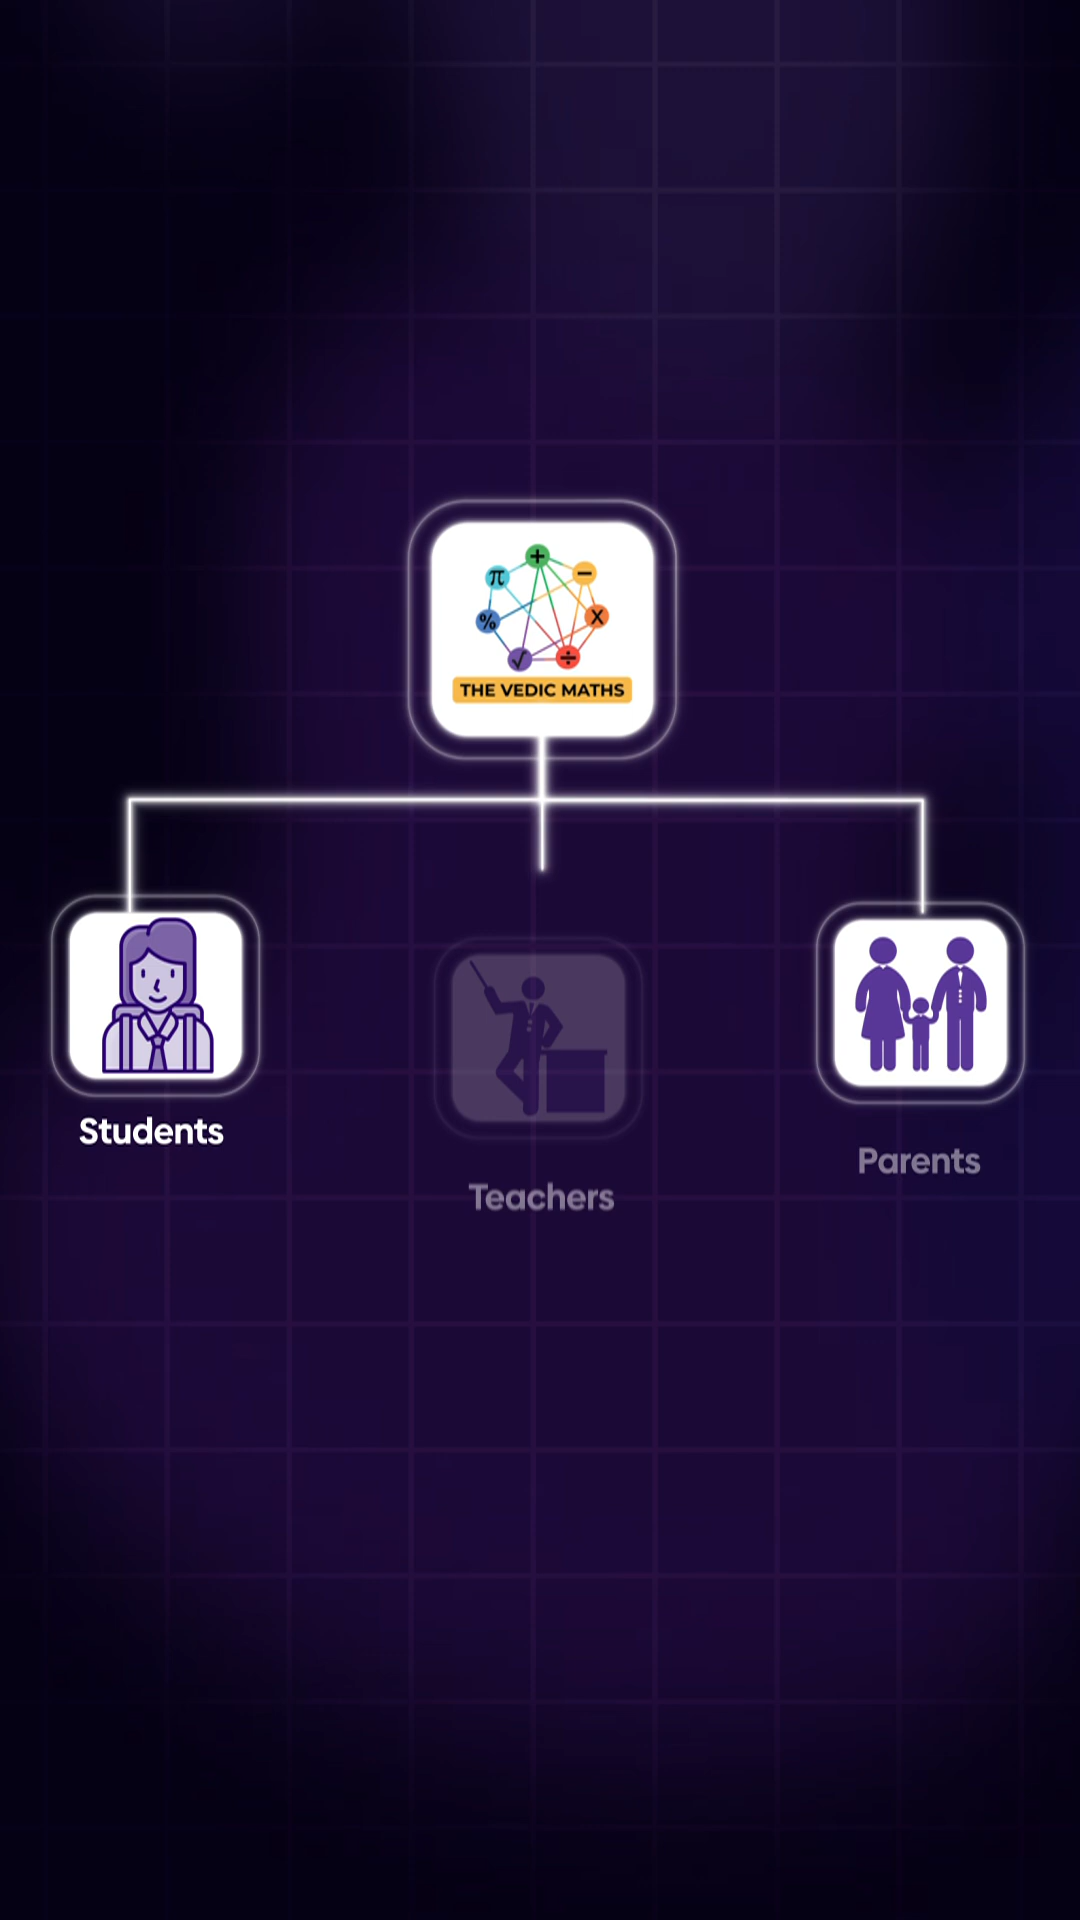 +
π
−
%
X
√
÷
THE VEDIC MATHS
Students
Parents
Teachers